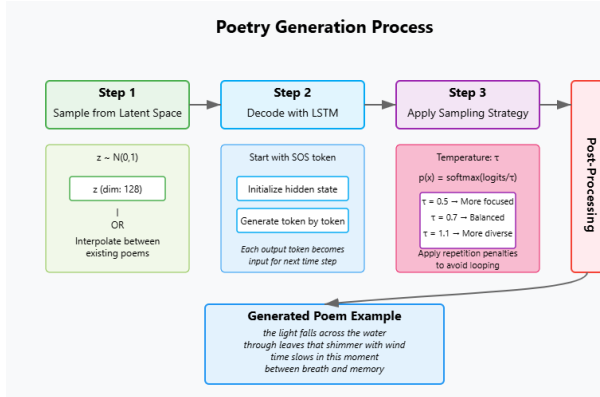 Poetry Generation Process
Step 1
Sample from Latent Space
Step 2
Decode with LSTM
Step 3
Apply Sampling Strategy
Post-Processing
z ~ N(0,1)
z (dim: 128)
|
OR
Interpolate between
existing poems
Start with SOS token
Initialize hidden state
Generate token by token
Each output token becomes
input for next time step
Temperature: τ
p(x) = softmax(logits/τ)
τ = 0.5 → More focused
τ = 0.7 → Balanced
τ = 1.1 → More diverse
Apply repetition penalties
to avoid looping
Generated Poem Example
the light falls across the water
through leaves that shimmer with wind
time slows in this moment
between breath and memory